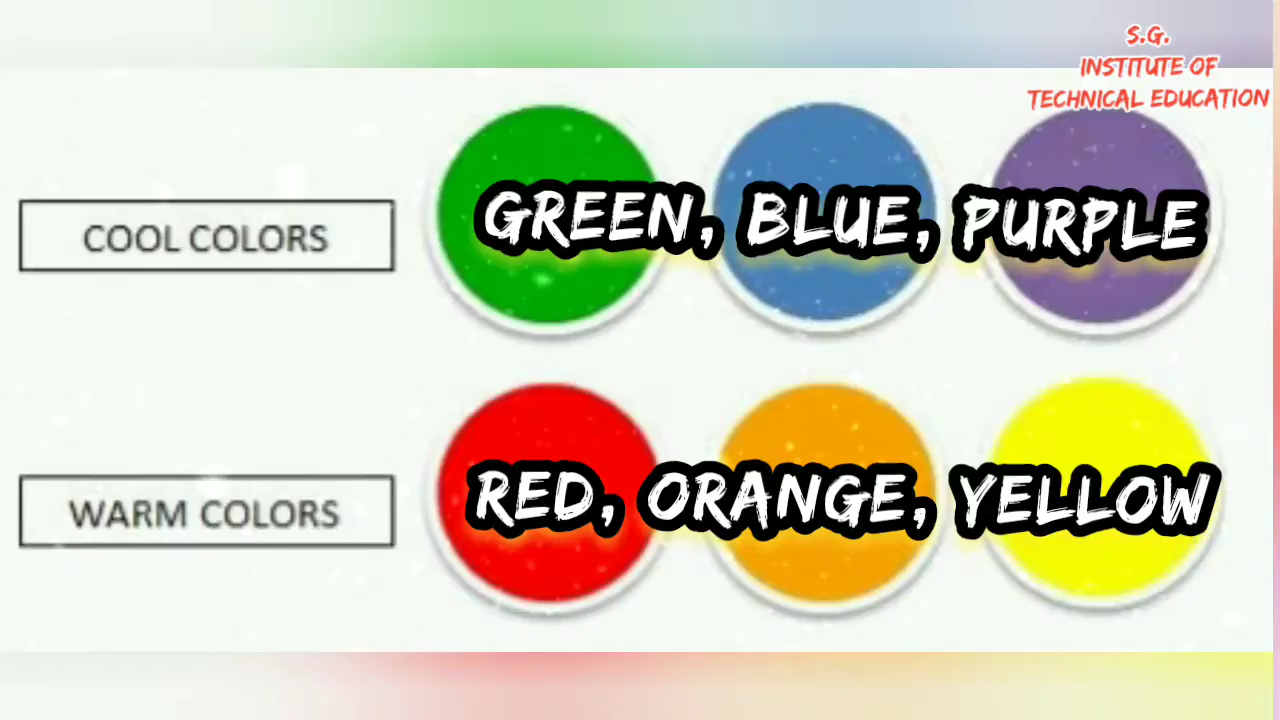 S.G.
INSTITUTE OF
TECHNICAL EDUCATION
COOL COLORS
GREEN, BLUE, PURPLE
WARM COLORS
RED, ORANGE, YELLOW